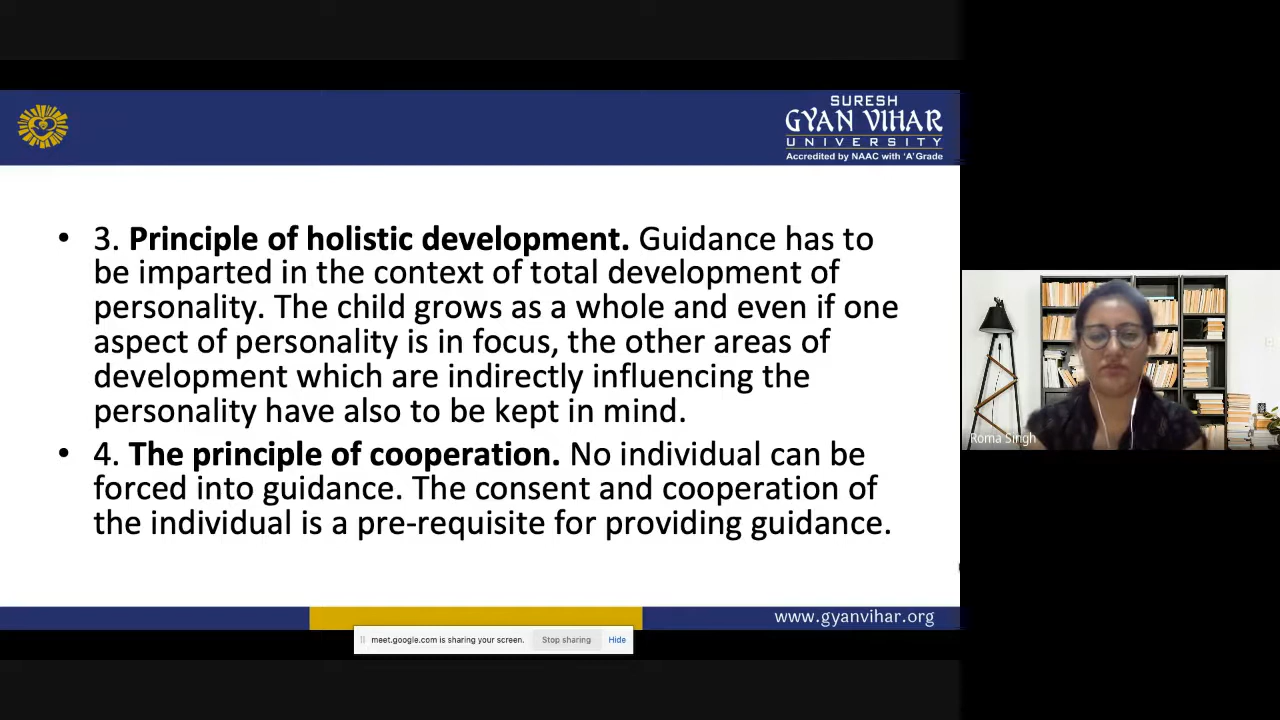 SURESH
GYAN VIHAR
UNIVERSITY
Accredited by NAAC with 'A' Grade
• 3. Principle of holistic development. Guidance has to
be imparted in the context of total development of
personality. The child grows as a whole and even if one
aspect of personality is in focus, the other areas of
development which are indirectly influencing the
personality have also to be kept in mind.
• 4. The principle of cooperation. No individual can be
forced into guidance. The consent and cooperation of
the individual is a pre-requisite for providing guidance.
Roma Singh
www.gyanvihar.org
meet.google.com is sharing your screen. Stop sharing Hide